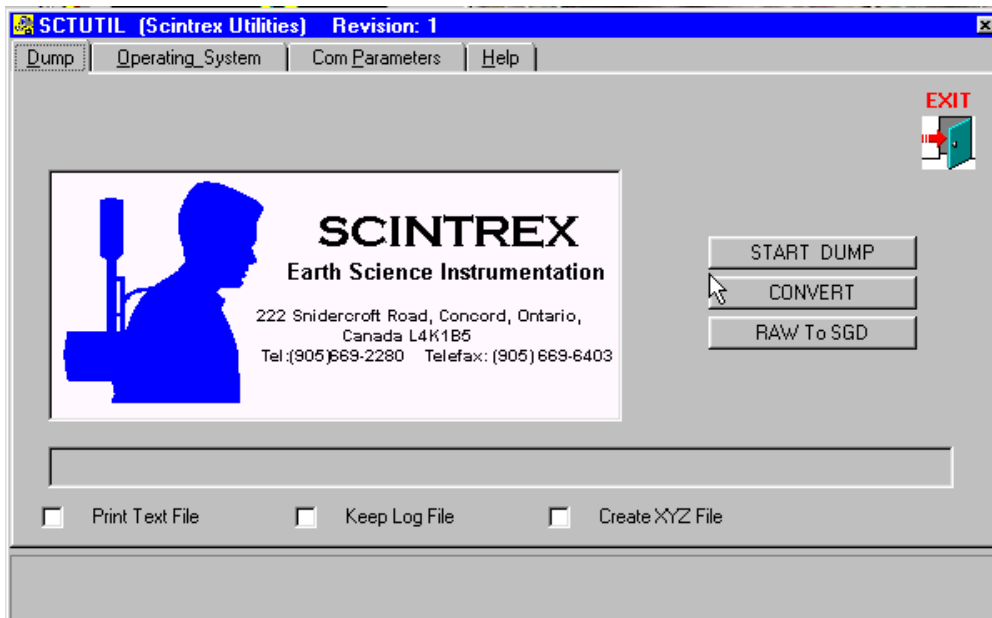 SCTUTIL (Scintrex Utilities) Revision: 1
Dump Operating_System Com Parameters Help
EXIT
SCINTREX
Earth Science Instrumentation
222 Snidercroft Road, Concord, Ontario,
Canada L4K1B5
Tel:(905)669-2280 Telefax: (905) 669-6403
START DUMP
CONVERT
RAW To SGD
Print Text File Keep Log File Create XYZ File